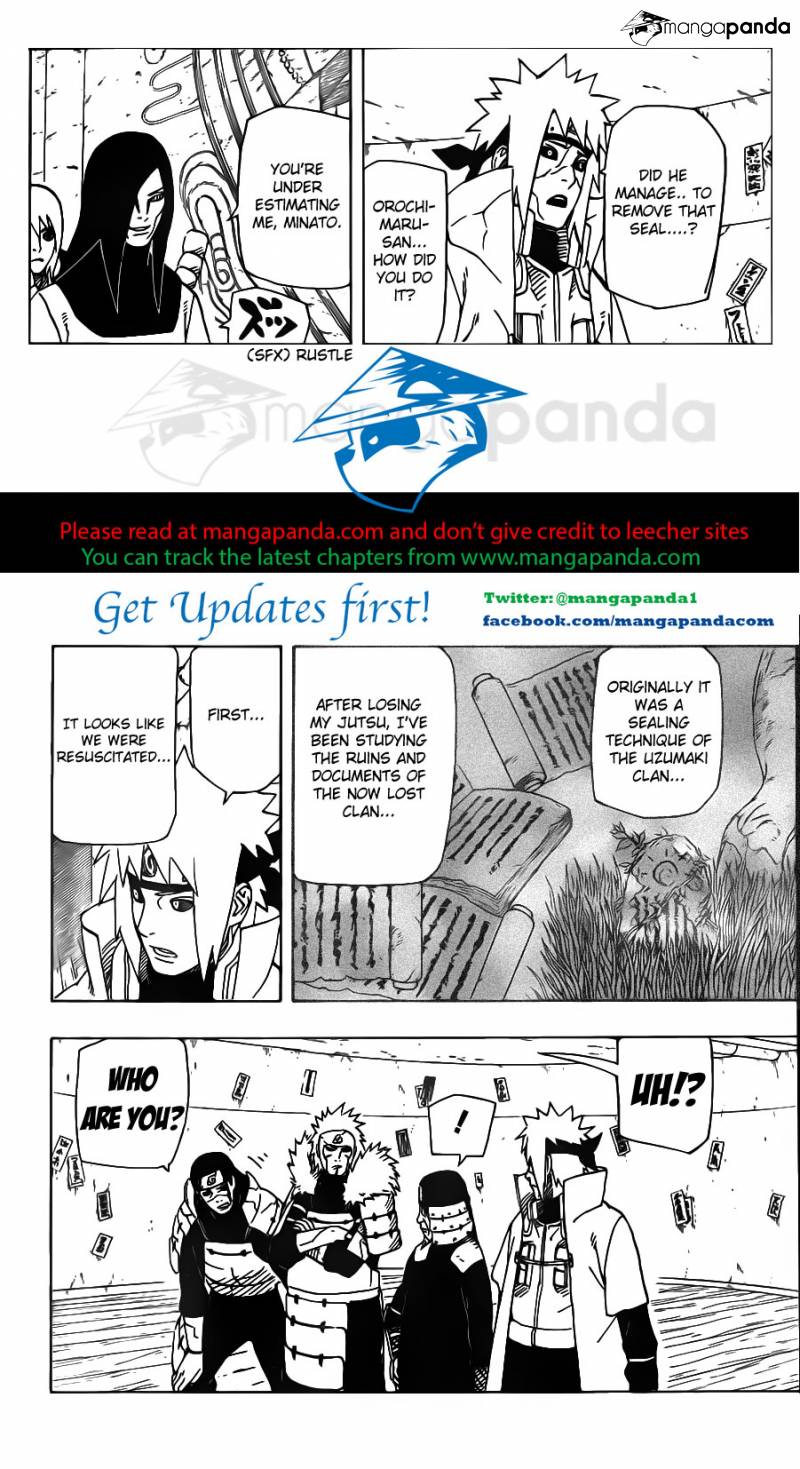 mangapanda
DID HE
MANAGE.. TO
REMOVE THAT
SEAL....?
OROCHI-
MARU-
SAN...
HOW DID
YOU DO
IT?
YOU'RE
UNDER
ESTIMATING
ME, MINATO.
ズッ
(SFX) RUSTLE
mangapanda
Please read at mangapanda.com and don't give credit to leecher sites
You can track the latest chapters from www.mangapanda.com
Get Updates first!
Twitter: @mangapanda1
facebook.com/mangapandacom
ORIGINALLY IT
WAS A
SEALING
TECHNIQUE OF
THE UZUMAKI
CLAN...
AFTER LOSING
MY JUTSU, I'VE
BEEN STUDYING
THE RUINS AND
DOCUMENTS OF
THE NOW LOST
CLAN...
FIRST...
IT LOOKS LIKE
WE WERE
RESUSCITATED...
UH!?
!
WHO
ARE YOU?